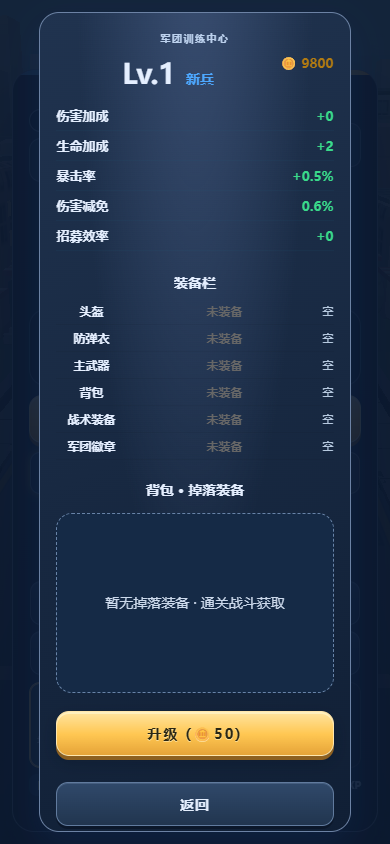 军团训练中心
Lv.1 新兵 9800
伤害加成 +0
生命加成 +2
暴击率 +0.5%
伤害减免 0.6%
招募效率 +0
装备栏
头盔 未装备 空
防弹衣 未装备 空
主武器 未装备 空
背包 未装备 空
战术装备 未装备 空
军团徽章 未装备 空
背包 • 掉落装备
暂无掉落装备 · 通关战斗获取
升级（ 50）
返回